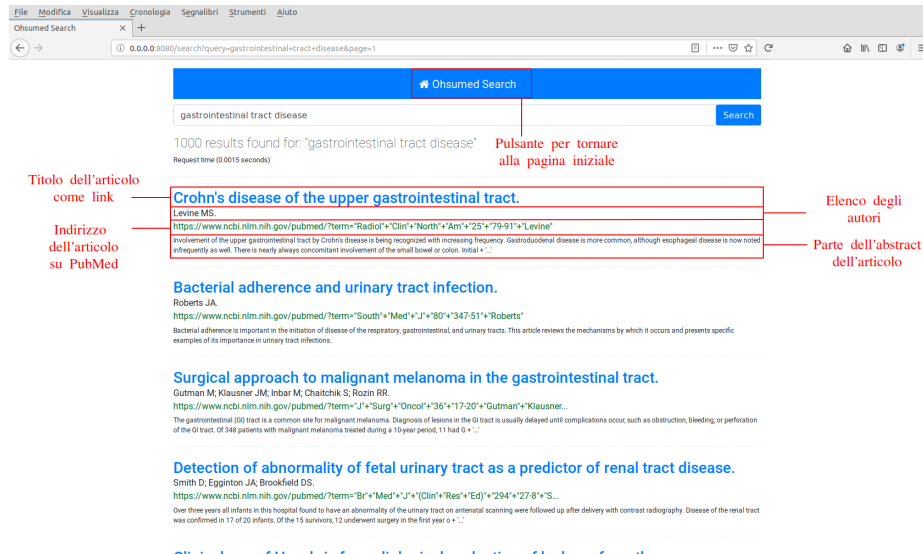 File Modifica Visualizza Cronologia Segnalibri Strumenti Aiuto
Ohsumed Search × +
0.0.0.0:8080/search?query=gastrointestinal+tract+disease&page=1
Ohsumed Search
gastrointestinal tract disease
Search
1000 results found for: "gastrointestinal tract disease"
Request time (0.0015 seconds)
Pulsante per tornare
alla pagina iniziale
Titolo dell'articolo
come link
Crohn's disease of the upper gastrointestinal tract.
Levine MS.
Elenco degli
autori
https://www.ncbi.nlm.nih.gov/pubmed/?term="Radiol"+"Clin"+"North"+"Am"+"25"+"79-91"+"Levine"
Indirizzo
dell'articolo
su PubMed
Involvement of the upper gastrointestinal tract by Crohn's disease is being recognized with increasing frequency. Gastroduodenal disease is more common, although esophageal disease is now noted
infrequently as well. There is nearly always concomitant involvement of the small bowel or colon. Initial + '...'
Parte dell'abstract
dell'articolo
Bacterial adherence and urinary tract infection.
Roberts JA.
https://www.ncbi.nlm.nih.gov/pubmed/?term="South"+"Med"+"J"+"80"+"347-51"+"Roberts"
Bacterial adherence is important in the initiation of disease of the respiratory, gastrointestinal, and urinary tracts. This article reviews the mechanisms by which it occurs and presents specific
examples of its importance in urinary tract infections.
Surgical approach to malignant melanoma in the gastrointestinal tract.
Gutman M; Klausner JM; Inbar M; Chaitchik S; Rozin RR.
https://www.ncbi.nlm.nih.gov/pubmed/?term="J"+"Surg"+"Oncol"+"36"+"17-20"+"Gutman"+"Klausner...
The gastrointestinal (GI) tract is a common site for malignant melanoma. Diagnosis of lesions in the GI tract is usually delayed until complications occur, such as obstruction, bleeding, or perforation
of the GI tract. Of 348 patients with malignant melanoma treated during a 10-year period, 11 had G + '...'
Detection of abnormality of fetal urinary tract as a predictor of renal tract disease.
Smith D; Egginton JA; Brookfield DS.
https://www.ncbi.nlm.nih.gov/pubmed/?term="Br"+"Med"+"J"+"(Clin"+"Res"+"Ed)"+"294"+"27-8"+"S...
Over three years all infants in this hospital found to have an abnormality of the urinary tract on antenatal scanning were followed up after delivery with contrast radiography. Disease of the renal tract
was confirmed in 17 of 20 infants. Of the 15 survivors, 12 underwent surgery in the first year o + '...'